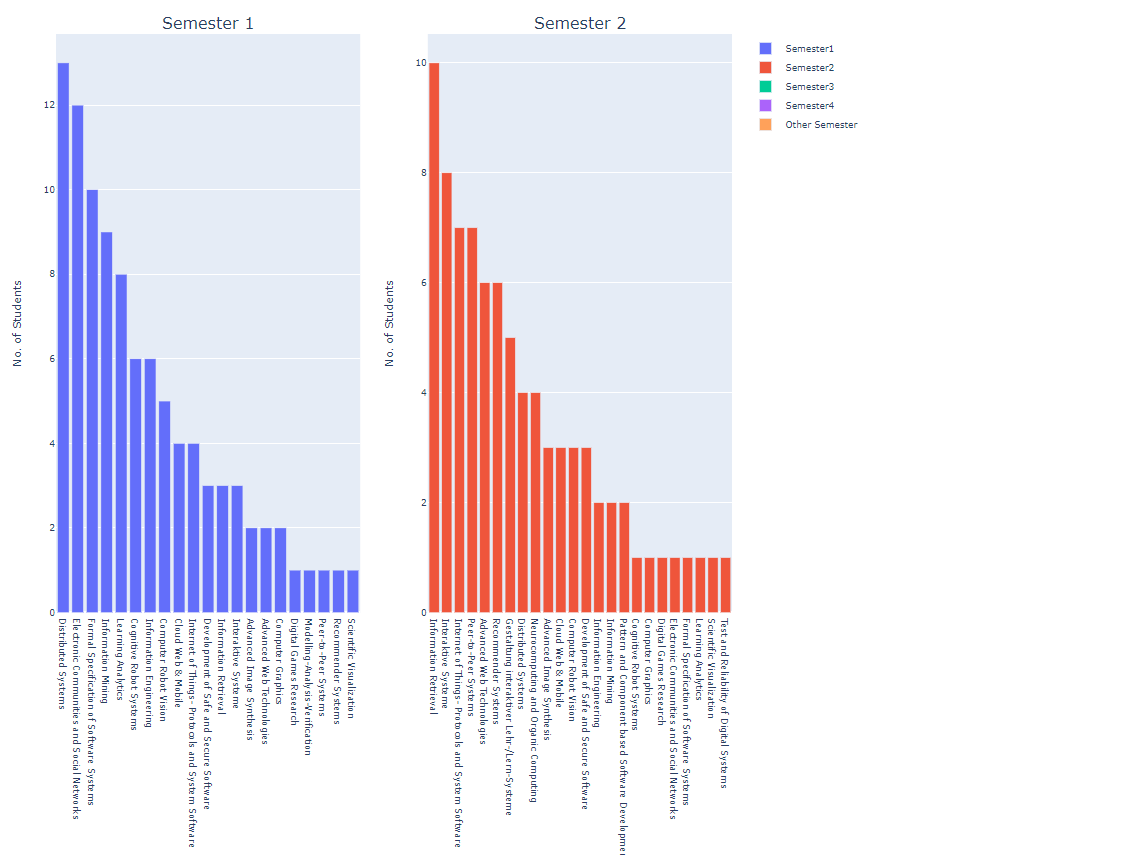 Semester 1
Semester 2
No. of Students
12
10
8
6
4
2
0
Distributed Systems
Electronic Communities and Social Networks
Formal Specification of Software Systems
Information Mining
Learning Analytics
Cognitive Robot Systems
Information Engineering
Computer Robot Vision
Cloud Web & Mobile
Internet of Things- Protocols and System Software
Development of Safe and Secure Software
Information Retrieval
Interaktive Systeme
Advanced Image Synthesis
Advanced Web Technologies
Computer Graphics
Digital Games Research
Modelling-Analysis-Verification
Peer-to-Peer Systems
Recommender Systems
Scientific Visualization
No. of Students
10
8
6
4
2
0
Information Retrieval
Interaktive Systeme
Internet of Things- Protocols and System Software
Peer-to-Peer Systems
Advanced Web Technologies
Recommender Systems
Gestaltung interaktiver Lehr-/Lern-Systeme
Distributed Systems
Neurocomputing and Organic Computing
Advanced Image Synthesis
Cloud Web & Mobile
Computer Robot Vision
Development of Safe and Secure Software
Information Engineering
Information Mining
Pattern and Component based Software Developme
Cognitive Robot Systems
Computer Graphics
Digital Games Research
Electronic Communities and Social Networks
Formal Specification of Software Systems
Learning Analytics
Scientific Visualization
Test and Reliability of Digital Systems
Semester1
Semester2
Semester3
Semester4
Other Semester